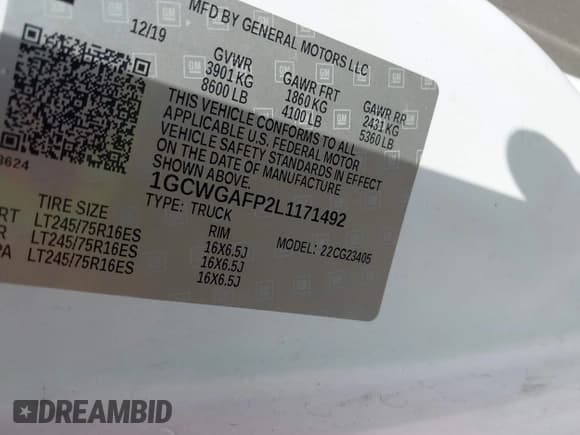 MFD BY GENERAL MOTORS LLC
12/19
GVWR GAWR FRT GAWR RR
3901 KG 1860 KG 2431 KG
8600 LB 4100 LB 5360 LB
THIS VEHICLE CONFORMS TO ALL
APPLICABLE U.S. FEDERAL MOTOR
VEHICLE SAFETY STANDARDS IN EFFECT
ON THE DATE OF MANUFACTURE
SHOWN ABOVE.
1GCWGAFP2L1171492
TYPE: TRUCK MODEL: 22CG23405
3624
TIRE SIZE RIM
RT LT245/75R16ES 16X6.5J
R LT245/75R16ES 16X6.5J
PA LT245/75R16ES 16X6.5J
GM
DREAMBID